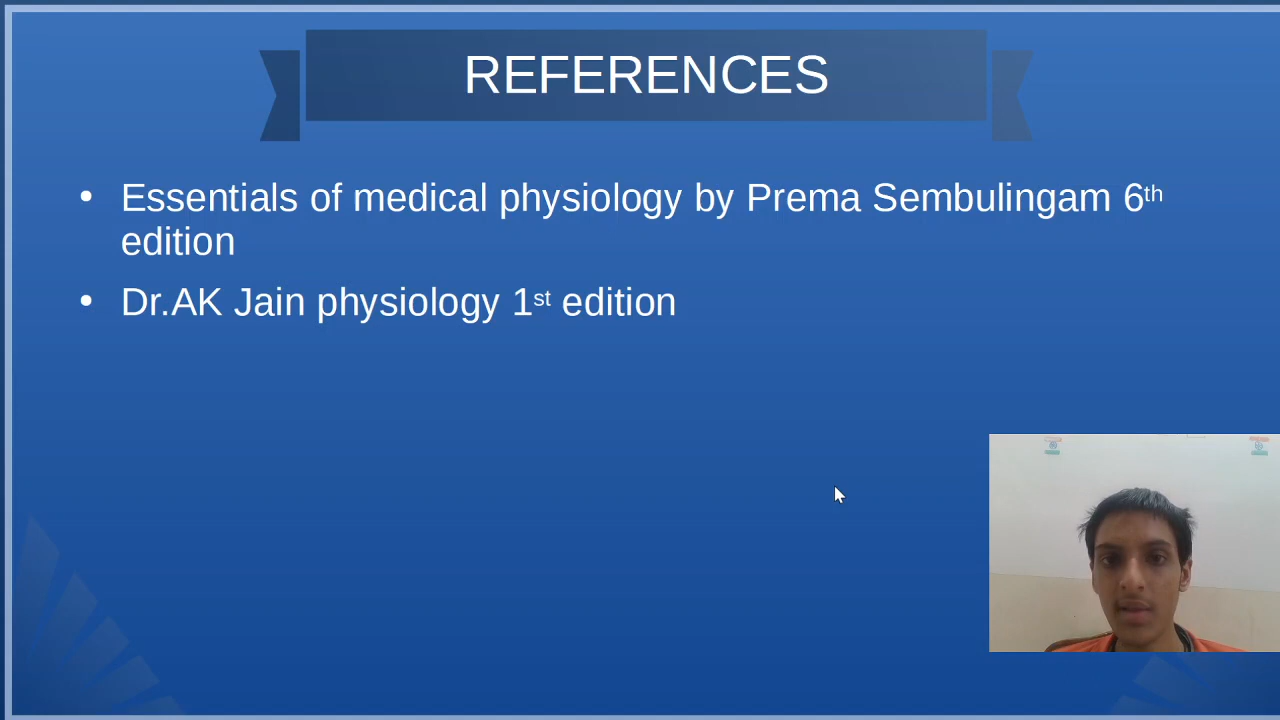 REFERENCES
• Essentials of medical physiology by Prema Sembulingam 6th
edition
• Dr.AK Jain physiology 1st edition